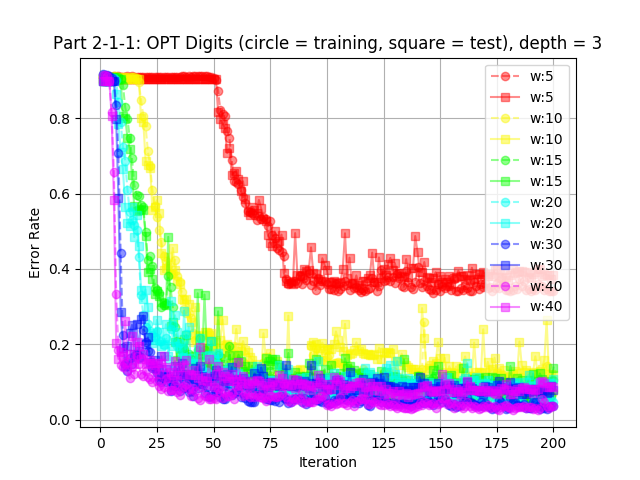 Part 2-1-1: OPT Digits (circle = training, square = test), depth = 3
Error Rate
0.8
0.6
0.4
0.2
0.0
w:5
w:5
w:10
w:10
w:15
w:15
w:20
w:20
w:30
w:30
w:40
w:40
0 25 50 75 100 125 150 175 200
Iteration